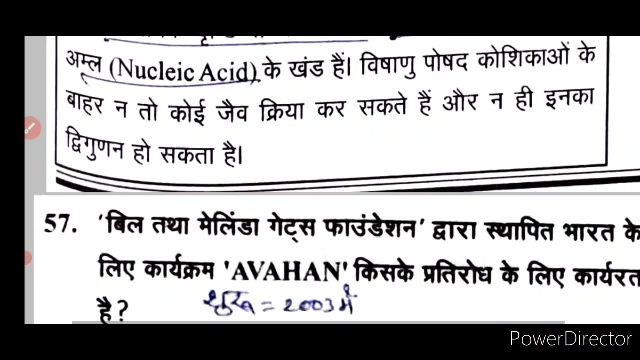 अम्ल (Nucleic Acid) के खंड हैं। विषाणु पोषद कोशिकाओं के
बाहर न तो कोई जैव क्रिया कर सकते हैं और न ही इनका
द्विगुणन हो सकता है।
57. 'बिल तथा मेलिंडा गेट्स फाउंडेशन' द्वारा स्थापित भारत के
लिए कार्यक्रम 'AVAHAN' किसके प्रतिरोध के लिए कार्यरत
है? = 2003 में
PowerDirector